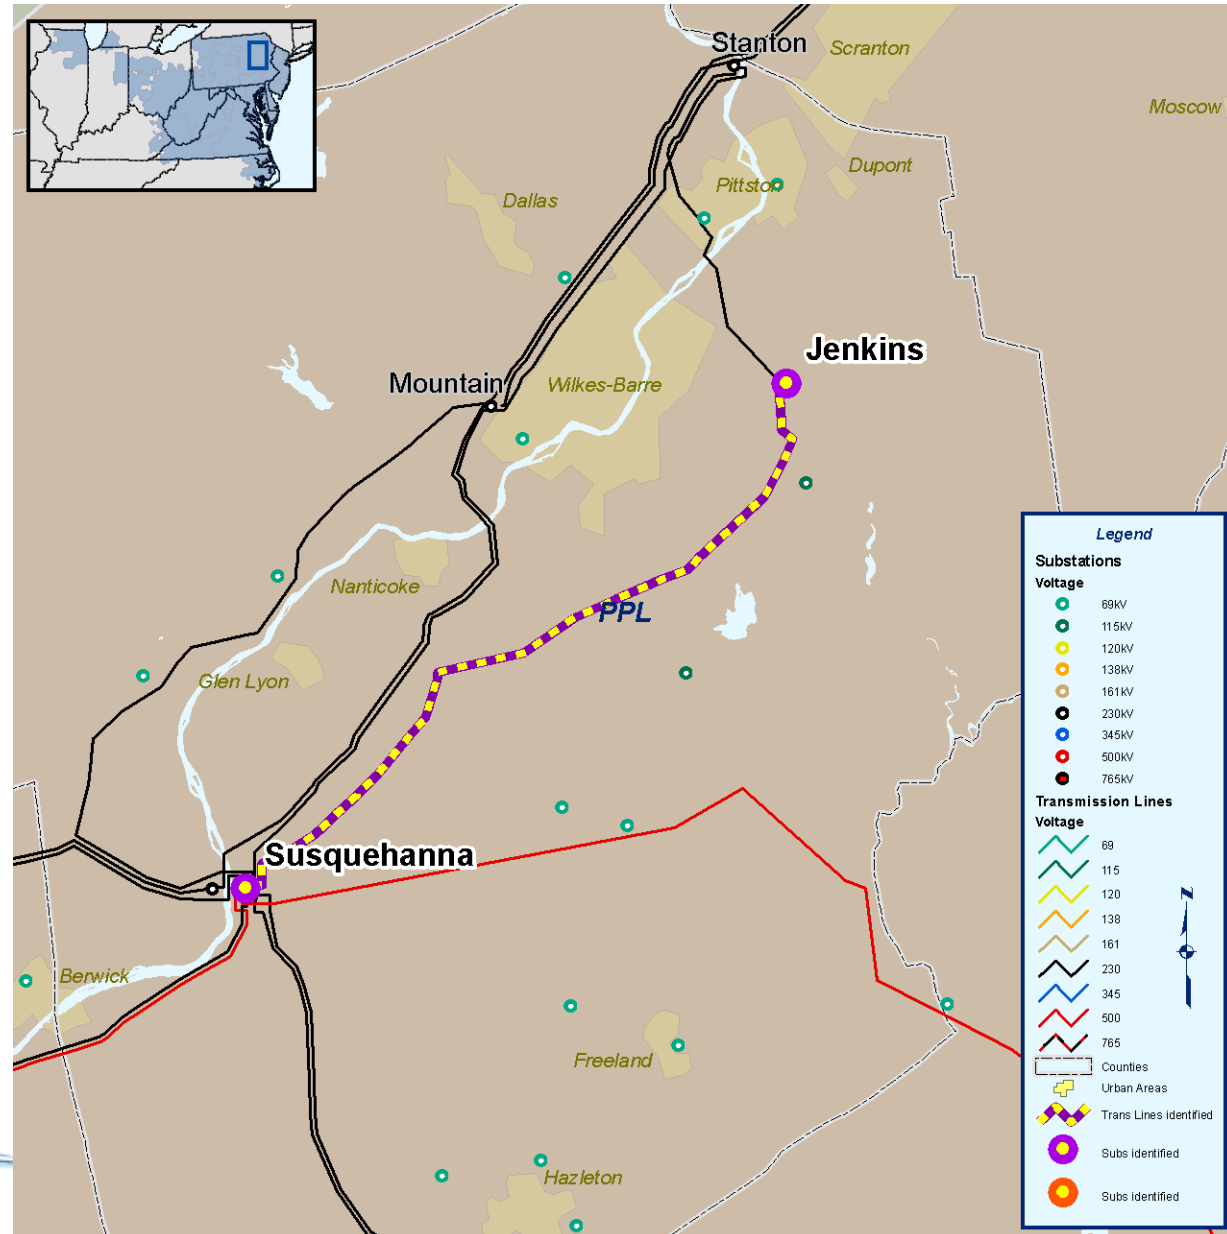 Stanton
Scranton
Moscow
Dupont
Pittston
Dallas
Jenkins
Mountain
Wilkes-Barre
Nanticoke
PPL
Glen Lyon
Susquehanna
Berwick
Freeland
Hazleton
Legend
Substations
Voltage
69kV
115kV
120kV
138kV
161kV
230kV
345kV
500kV
765kV
Transmission Lines
Voltage
69
115
120
138
161
230
345
500
765
N
Counties
Urban Areas
Trans Lines identified
Subs identified
Subs identified